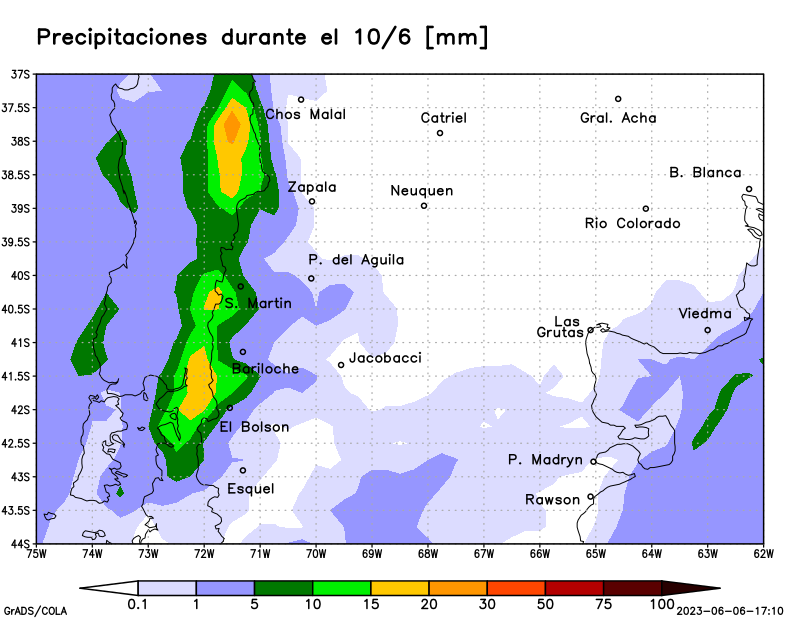 Precipitaciones durante el 10/6 [mm]
37S
37.5S
Chos Malal
Catriel
Gral. Acha
38S
38.5S
B. Blanca
Zapala
Neuquen
39S
Rio Colorado
39.5S
P. del Aguila
40S
S. Martin
40.5S
Las
Grutas
Viedma
41S
Bariloche
Jacobacci
41.5S
42S
El Bolson
42.5S
P. Madryn
43S
Esquel
Rawson
43.5S
44S
75W 74W 73W 72W 71W 70W 69W 68W 67W 66W 65W 64W 63W 62W
0.1 1 5 10 15 20 30 50 75 100
GrADS/COLA
2023-06-06-17:10